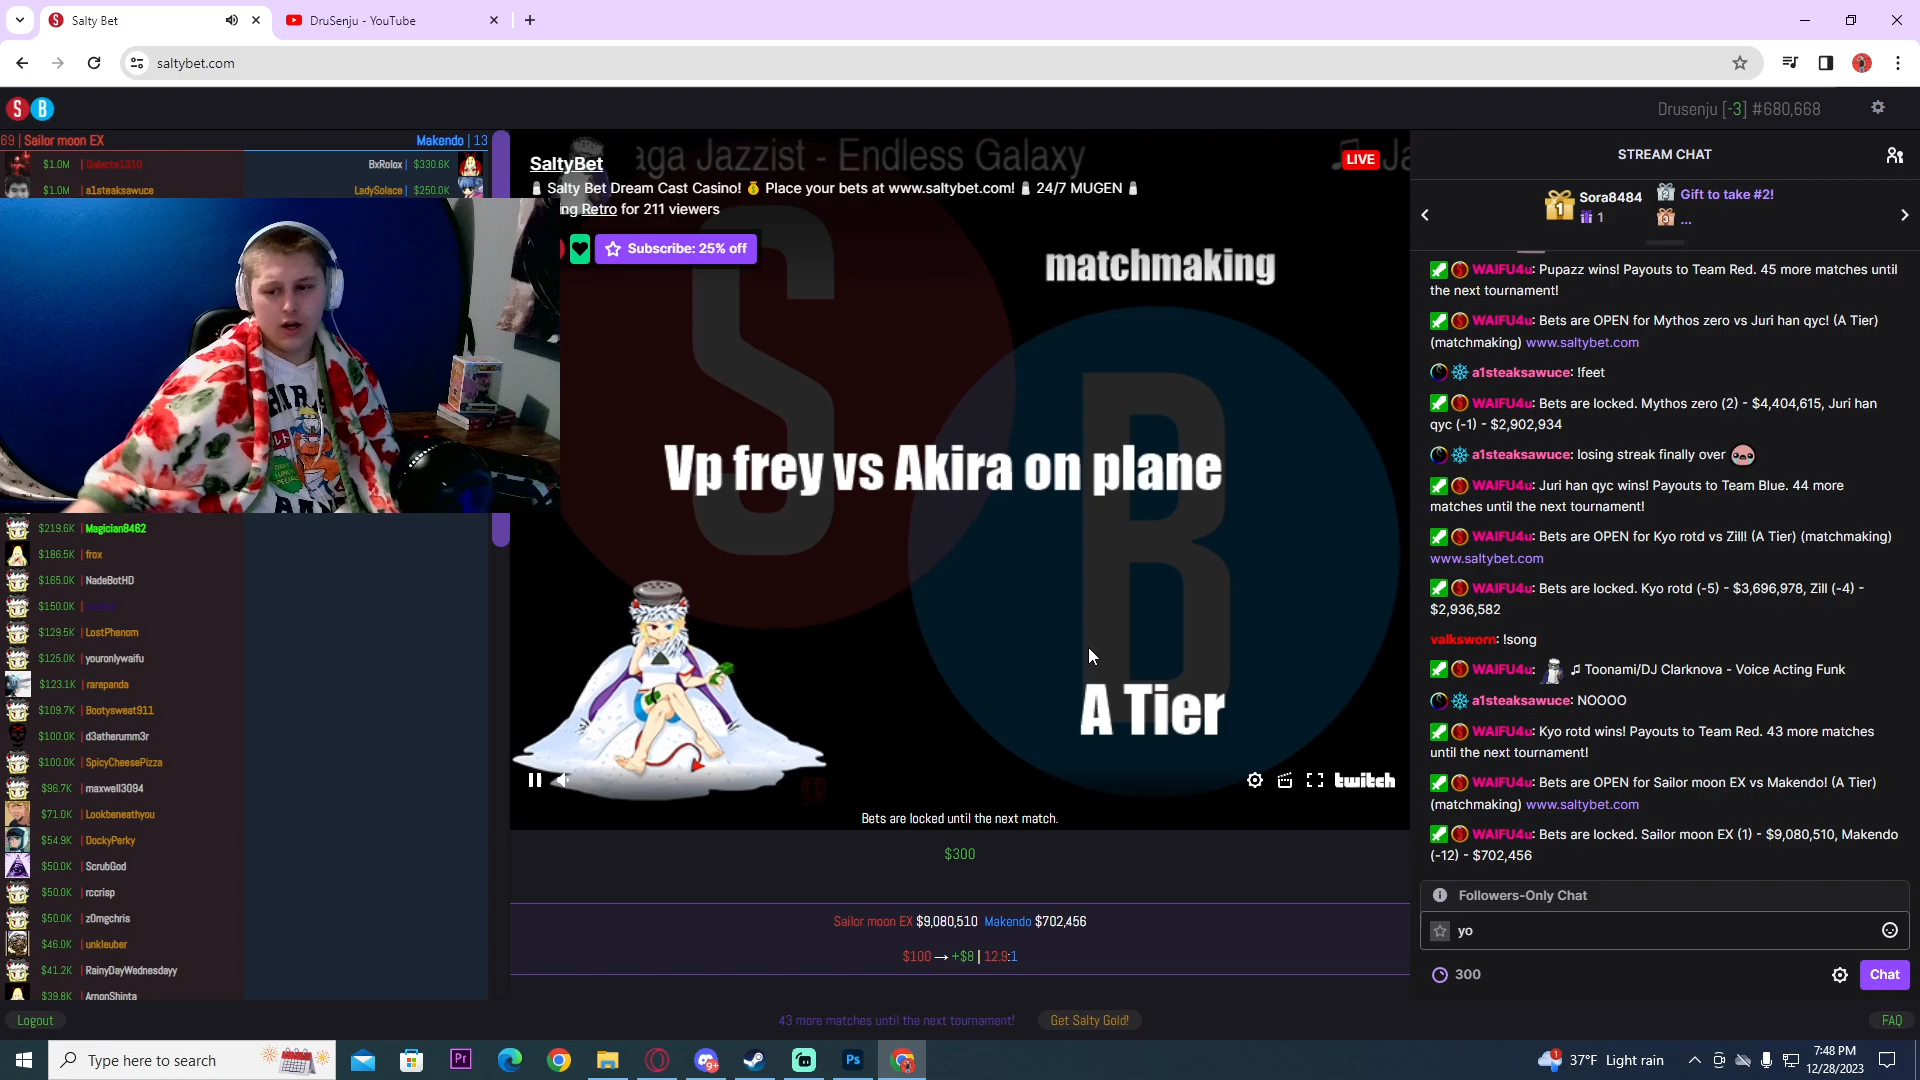 Salty Bet
DruSenju - YouTube
saltybet.com
S B
Drusenju [-3] #680,668
69 | Sailor moon EX
Makendo | 13
$1.0M | Galacta1310
BxRolox | $330.6K
$1.0M | a1steaksawuce
LadySolace | $250.0K
$219.6K | Magician8462
$186.5K | frox
$165.0K | NadeBotHD
$150.0K |
$129.5K | LostPhenom
$125.0K | youronlywaifu
$123.1K | rarepanda
$109.7K | Bootysweat911
$100.0K | d3atherumm3r
$100.0K | SpicyCheesePizza
$96.7K | maxwell3094
$71.0K | Lookbeneathyou
$54.9K | DockyPerky
$50.0K | ScrubGod
$50.0K | rccrisp
$50.0K | z0mgchris
$46.0K | unkleuber
$41.2K | RainyDayWednesdayy
$39.8K | ArnonShinta
Logout
aga Jazzist - Endless Galaxy
♫ Ja
SaltyBet
LIVE
Salty Bet Dream Cast Casino! 💰 Place your bets at www.saltybet.com! 24/7 MUGEN
ng Retro for 211 viewers
Subscribe: 25% off
matchmaking
S
B
Vp frey vs Akira on plane
A Tier
twitch
Bets are locked until the next match.
$300
Sailor moon EX $9,080,510 Makendo $702,456
$100 → +$8 | 12.9:1
43 more matches until the next tournament!
Get Salty Gold!
FAQ
STREAM CHAT
1 Sora8484
1
2 Gift to take #2!
3 ...
WAIFU4u: Pupazz wins! Payouts to Team Red. 45 more matches until
the next tournament!
WAIFU4u: Bets are OPEN for Mythos zero vs Juri han qyc! (A Tier)
(matchmaking) www.saltybet.com
a1steaksawuce: !feet
WAIFU4u: Bets are locked. Mythos zero (2) - $4,404,615, Juri han
qyc (-1) - $2,902,934
a1steaksawuce: losing streak finally over
WAIFU4u: Juri han qyc wins! Payouts to Team Blue. 44 more
matches until the next tournament!
WAIFU4u: Bets are OPEN for Kyo rotd vs Zill! (A Tier) (matchmaking)
www.saltybet.com
WAIFU4u: Bets are locked. Kyo rotd (-5) - $3,696,978, Zill (-4) -
$2,936,582
valksworn: !song
WAIFU4u: ♫ Toonami/DJ Clarknova - Voice Acting Funk
a1steaksawuce: NOOOO
WAIFU4u: Kyo rotd wins! Payouts to Team Red. 43 more matches
until the next tournament!
WAIFU4u: Bets are OPEN for Sailor moon EX vs Makendo! (A Tier)
(matchmaking) www.saltybet.com
WAIFU4u: Bets are locked. Sailor moon EX (1) - $9,080,510, Makendo
(-12) - $702,456
Followers-Only Chat
yo
300
Chat
Type here to search
Pr
9+
Ps
1
37°F Light rain
7:48 PM
12/28/2023